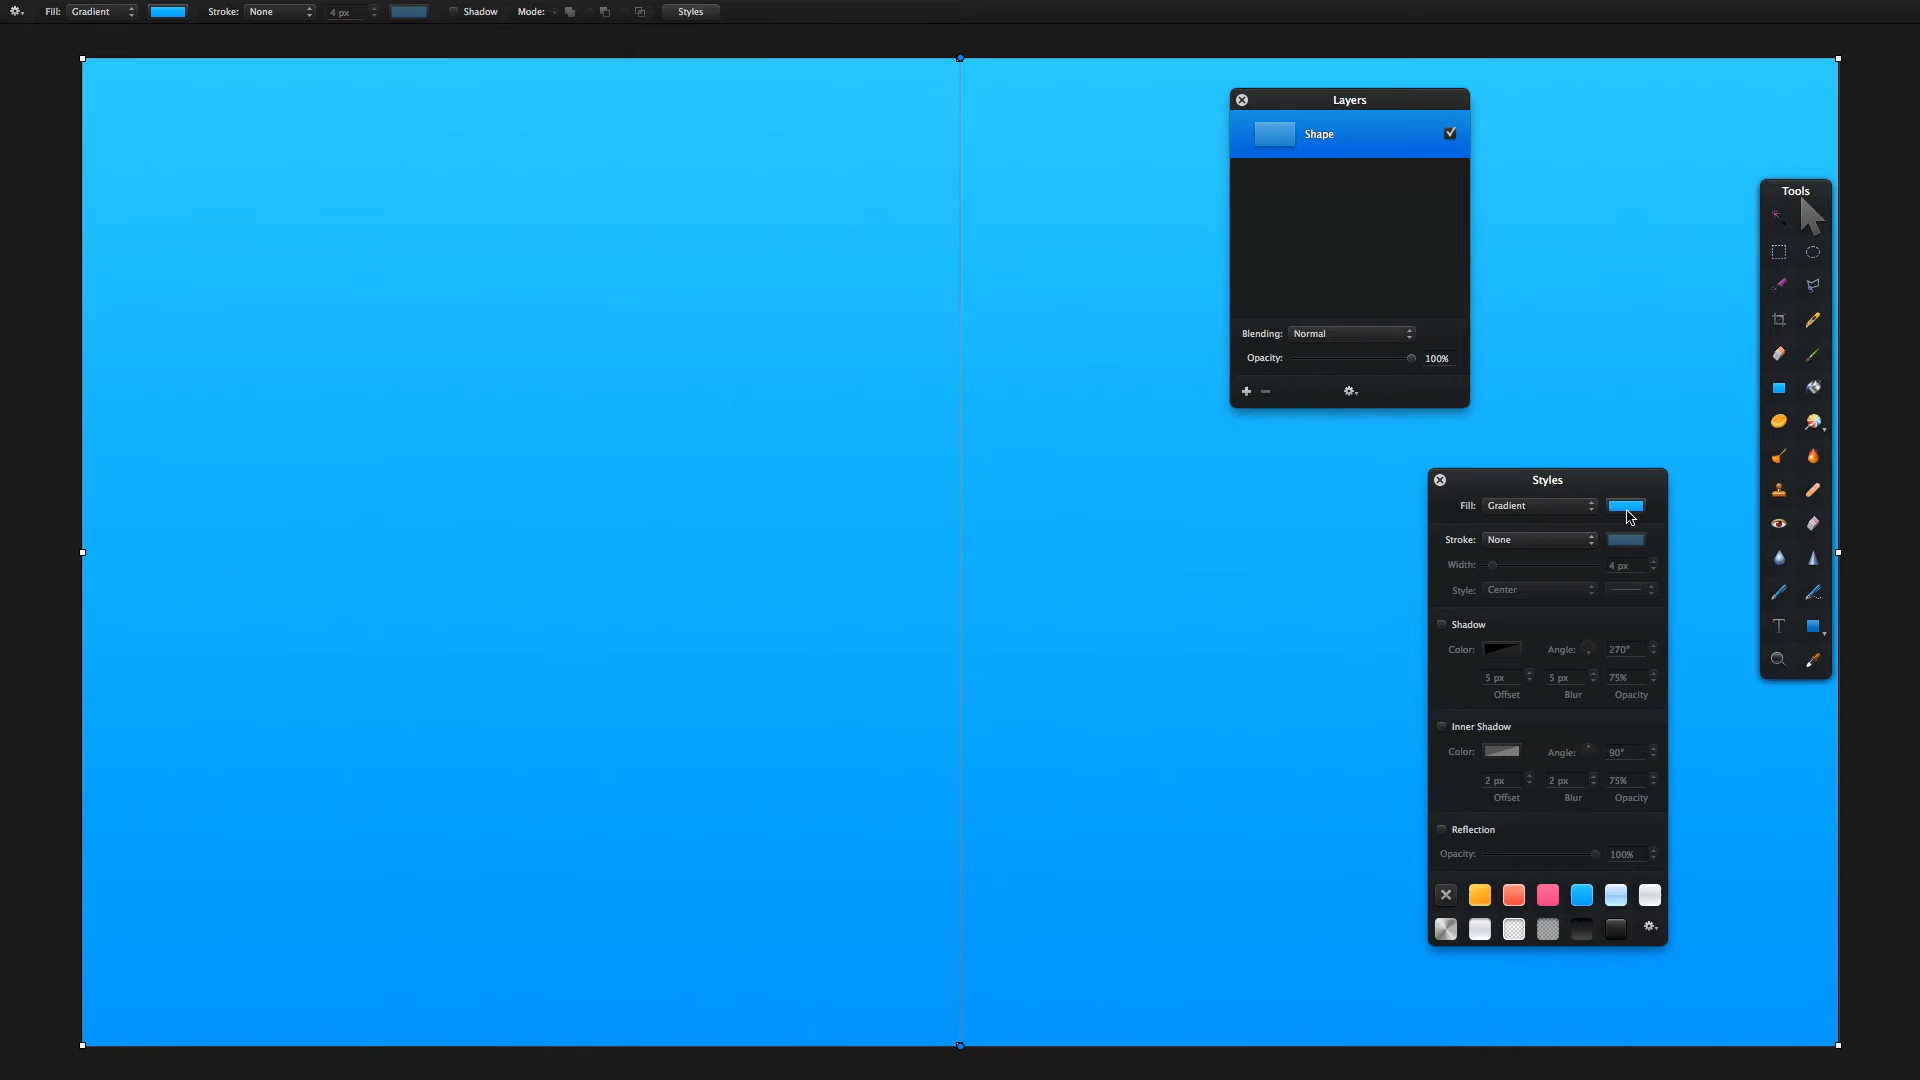 Fill: Gradient Stroke: None 4 px Shadow Mode: Styles
Layers
Shape
Blending: Normal
Opacity: 100%
Tools
Styles
Fill: Gradient
Stroke: None
Width: 4 px
Style: Center
Shadow
Color: Angle: 270°
5 px 5 px 75%
Offset Blur Opacity
Inner Shadow
Color: Angle: 90°
2 px 2 px 75%
Offset Blur Opacity
Reflection
Opacity: 100%